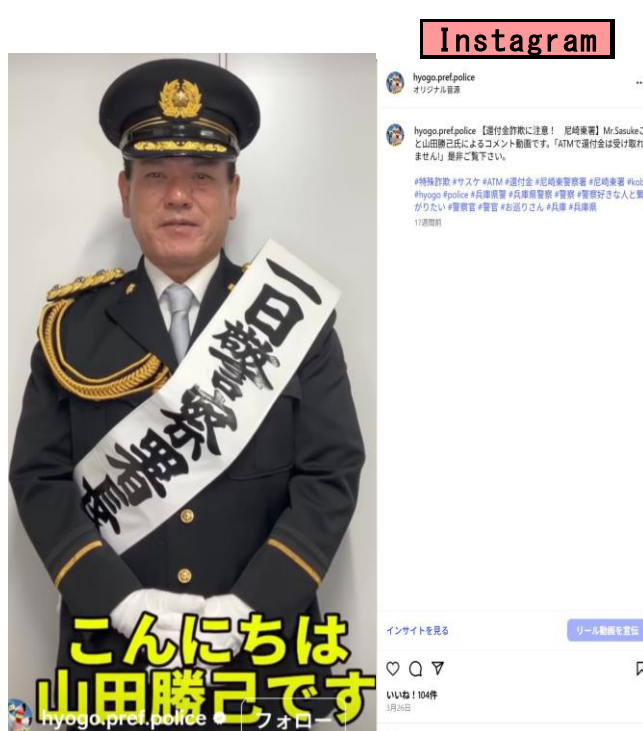 Instagram
hyogo.pref.police
オリジナル音源
hyogo.pref.police 【還付金詐欺に注意！ 尼崎東署】Mr.Sasukeこ
と山田勝己氏によるコメント動画です。「ATMで還付金は受け取れ
ません!」是非ご覧下さい。
#特殊詐欺 #サスケ #ATM #還付金 #尼崎東警察署 #尼崎東署 #kob
#hyogo #police #兵庫県警 #兵庫県警察 #警察 #警察好きな人と繋
がりたい #警察官 #警官 #お巡りさん #兵庫 #兵庫県
17週間前
一日警察署長
こんにちは
山田勝己です
hyogo.pref.police
フォロー
インサイトを見る
リール動画を宣伝
いいね！104件
3月26日